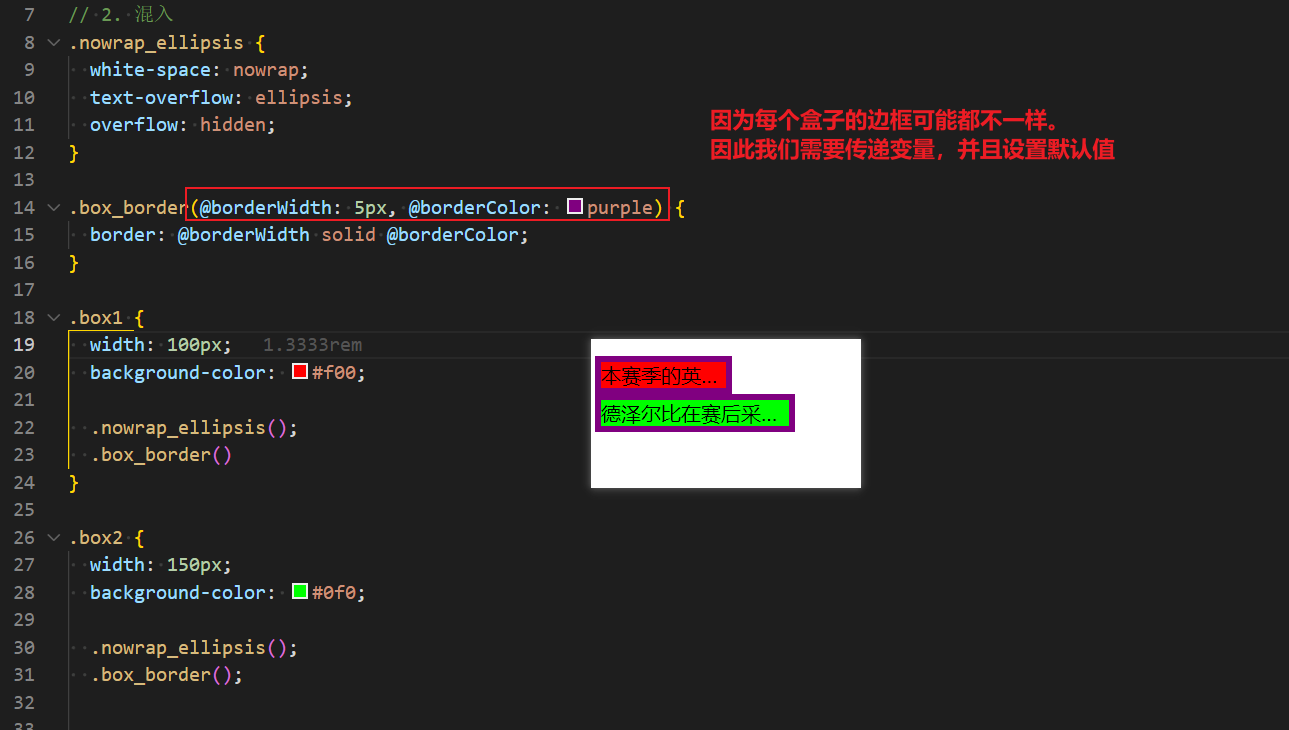 7 // 2. 混入
8 .nowrap_ellipsis {
9 white-space: nowrap;
10 text-overflow: ellipsis;
11 overflow: hidden;
12 }
因为每个盒子的边框可能都不一样。
因此我们需要传递变量，并且设置默认值
13
14 .box_border(@borderWidth: 5px, @borderColor: purple) {
15 border: @borderWidth solid @borderColor;
16 }
17
18 .box1 {
19 width: 100px; 1.3333rem
20 background-color: #f00;
21
22 .nowrap_ellipsis();
23 .box_border()
24 }
本赛季的英...
德泽尔比在赛后采...
25
26 .box2 {
27 width: 150px;
28 background-color: #0f0;
29
30 .nowrap_ellipsis();
31 .box_border();
32
33